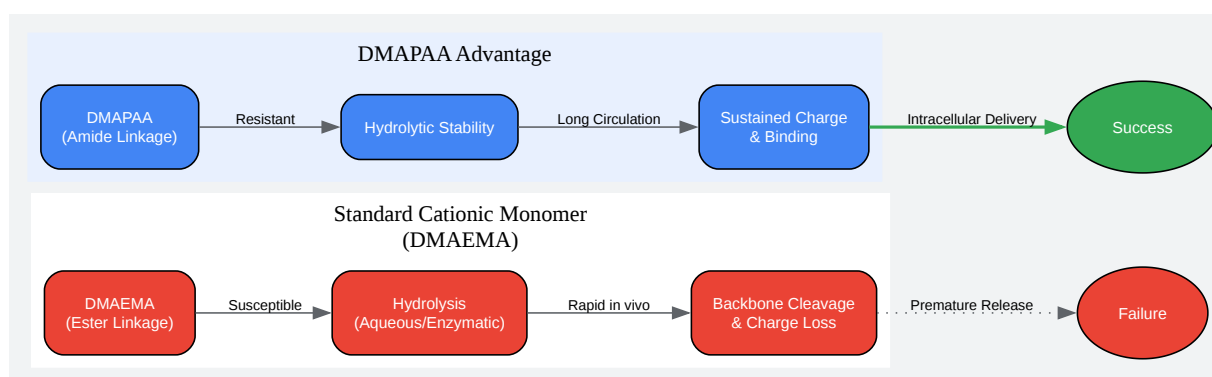 DMAPAA Advantage
DMAPAA
(Amide Linkage)
Resistant
Hydrolytic Stability
Long Circulation
Sustained Charge
& Binding
Intracellular Delivery
Success
Standard Cationic Monomer
(DMAEMA)
DMAEMA
(Ester Linkage)
Susceptible
Hydrolysis
(Aqueous/Enzymatic)
Rapid in vivo
Backbone Cleavage
& Charge Loss
Premature Release
Failure